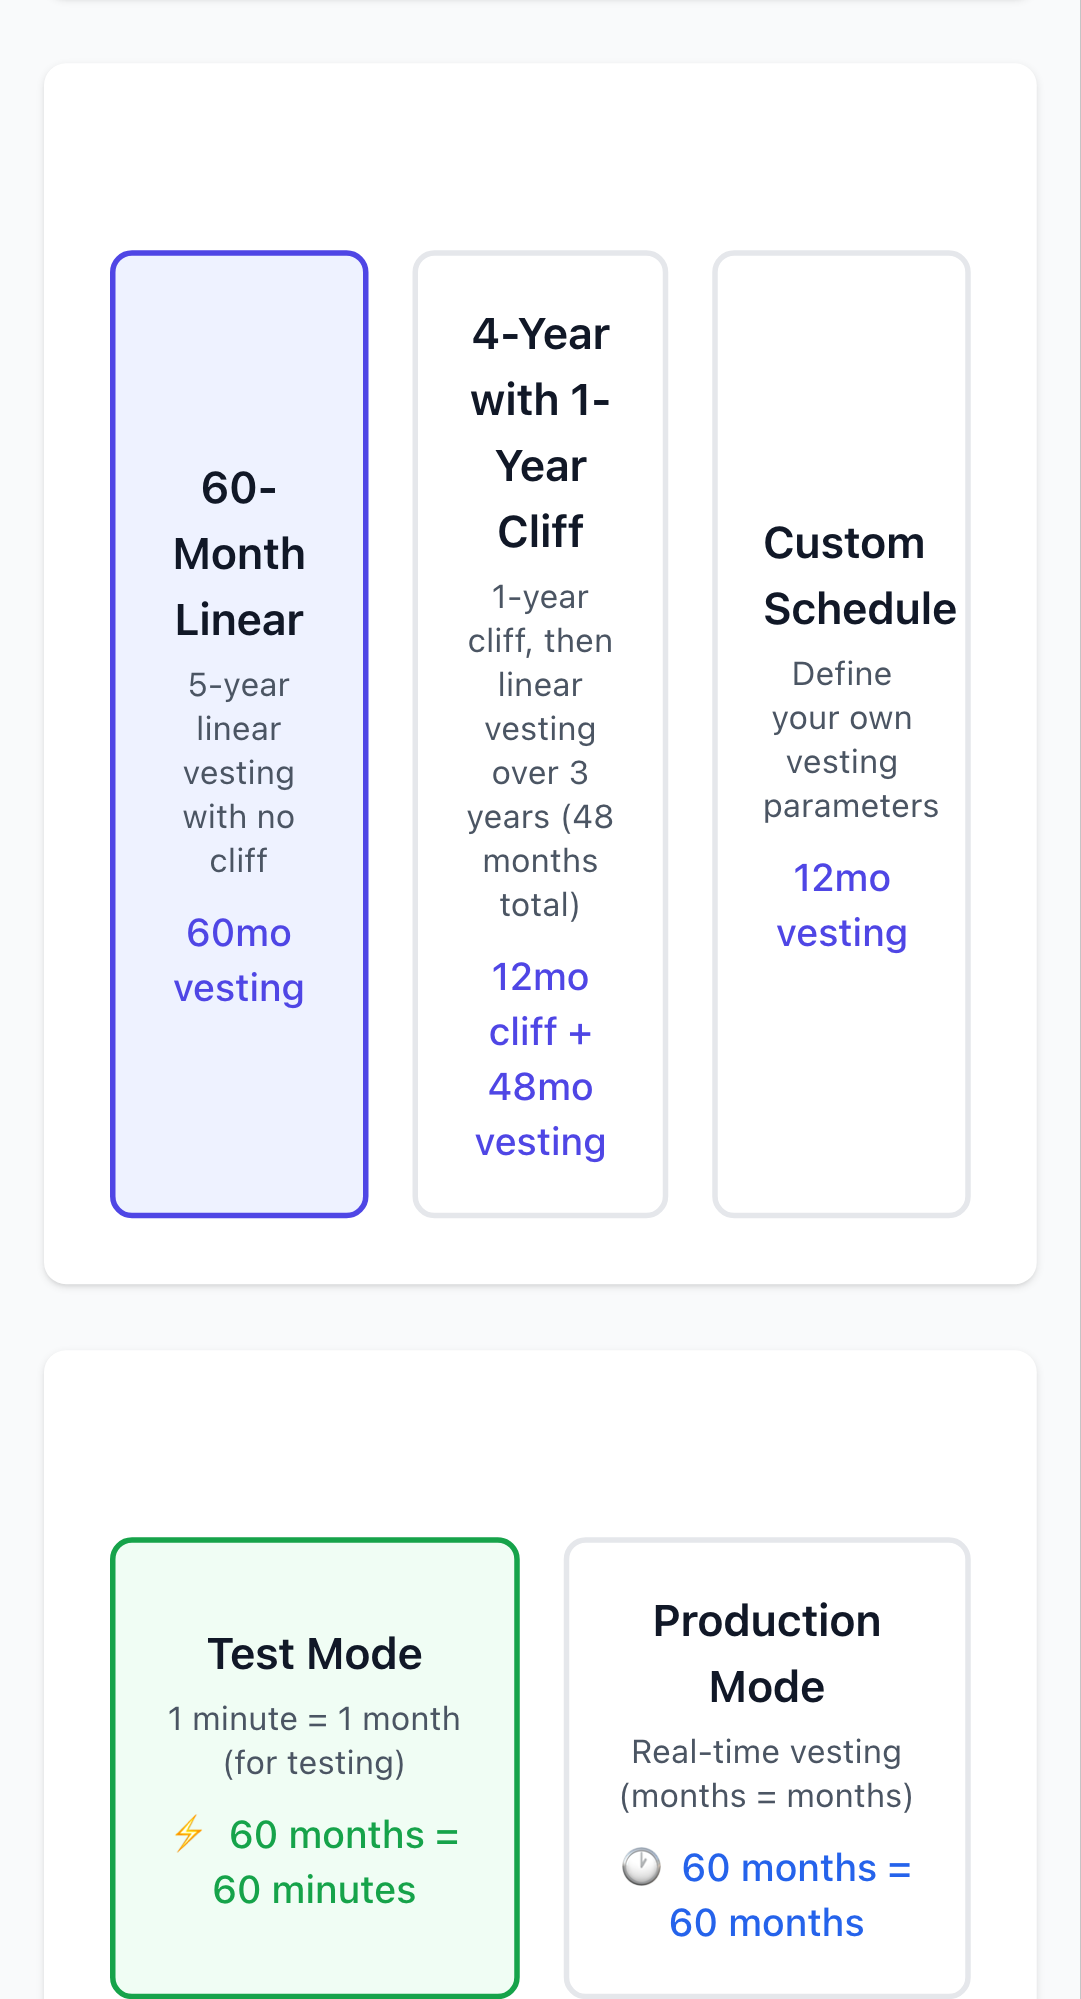 60-
Month
Linear
5-year
linear
vesting
with no
cliff
60mo
vesting
4-Year
with 1-
Year
Cliff
1-year
cliff, then
linear
vesting
over 3
years (48
months
total)
12mo
cliff +
48mo
vesting
Custom
Schedule
Define
your own
vesting
parameters
12mo
vesting
Test Mode
1 minute = 1 month
(for testing)
⚡ 60 months =
60 minutes
Production
Mode
Real-time vesting
(months = months)
🕐 60 months =
60 months